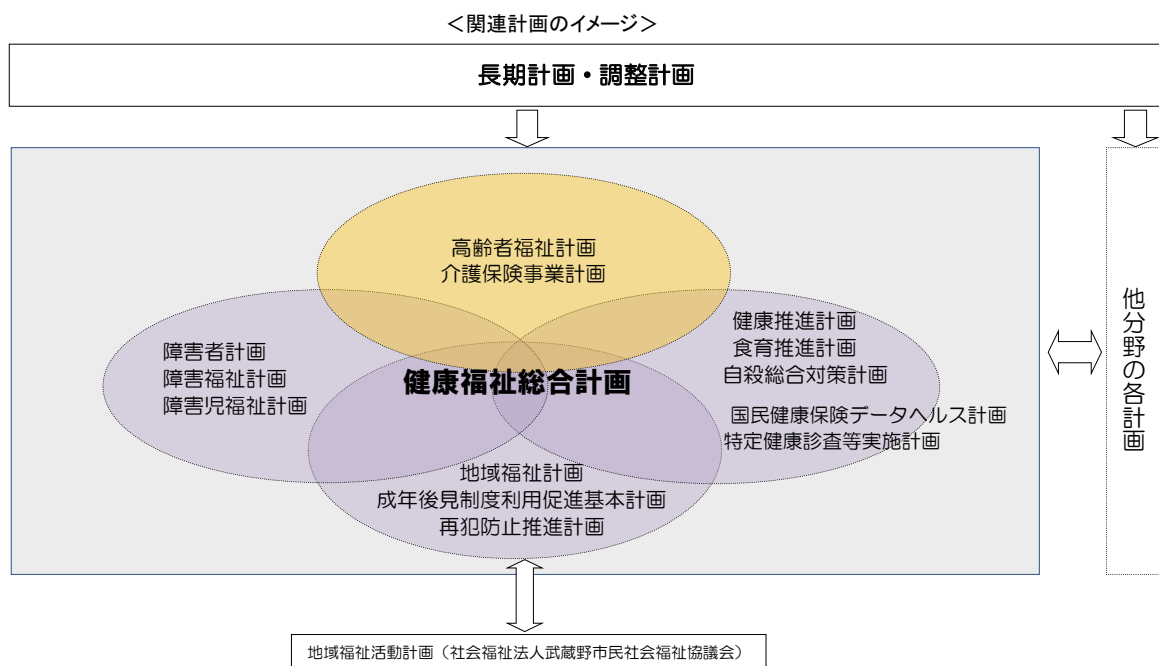 ＜関連計画のイメージ＞
長期計画・調整計画
高齢者福祉計画
介護保険事業計画
障害者計画
障害福祉計画
障害児福祉計画
健康福祉総合計画
健康推進計画
食育推進計画
自殺総合対策計画
国民健康保険データヘルス計画
特定健康診査等実施計画
地域福祉計画
成年後見制度利用促進基本計画
再犯防止推進計画
他分野の各計画
地域福祉活動計画（社会福祉法人武蔵野市民社会福祉協議会）